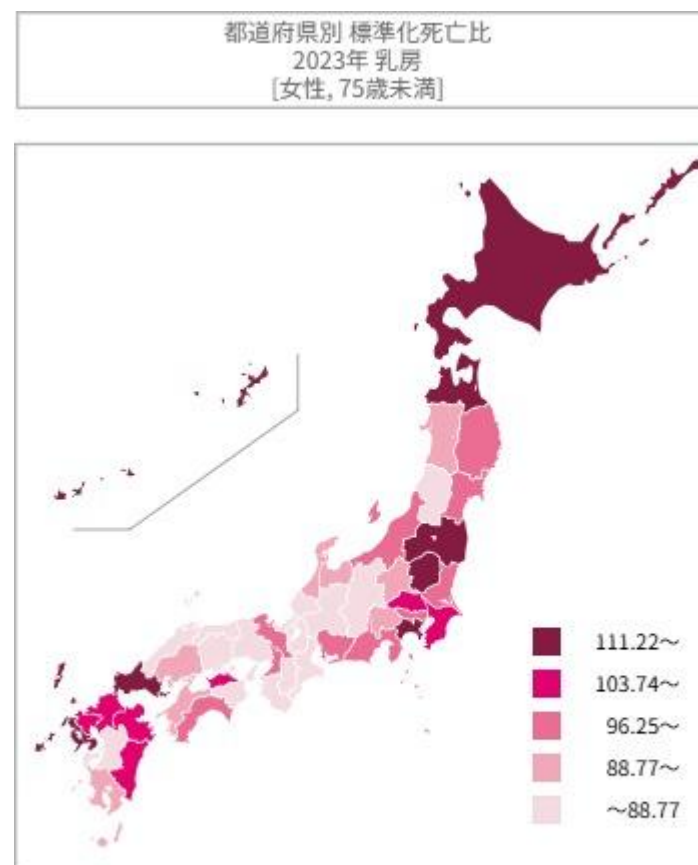 都道府県別 標準化死亡比
2023年 乳房
[女性, 75歳未満]
111.22～
103.74～
96.25～
88.77～
～88.77